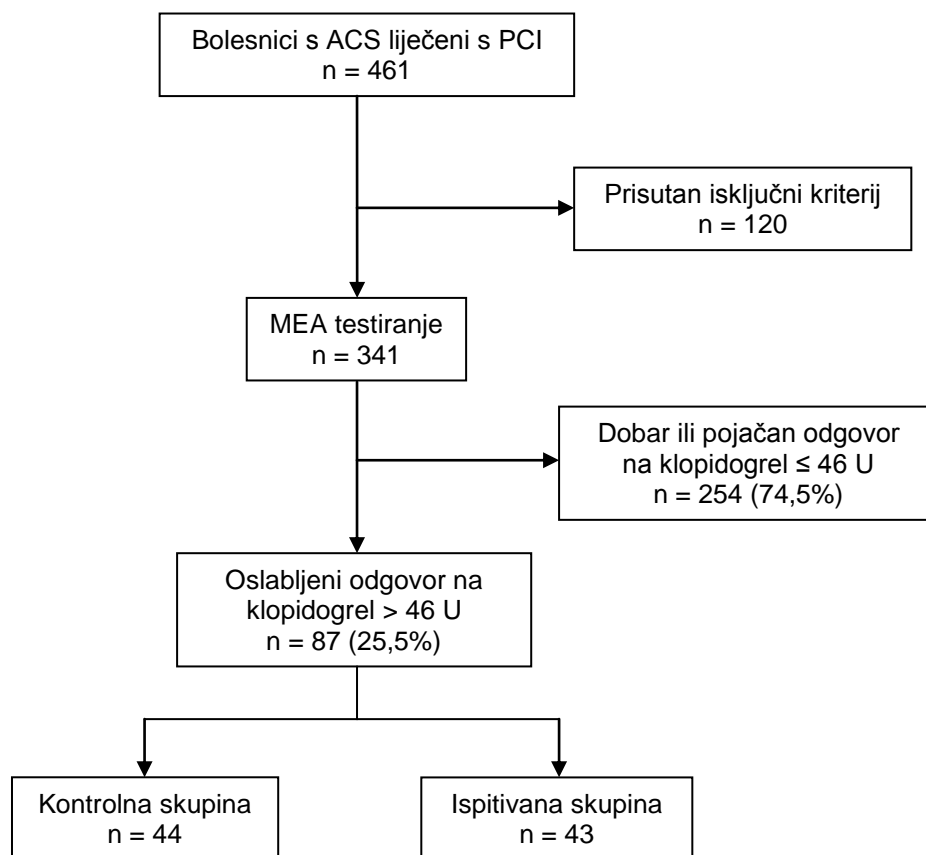 Bolesnici s ACS liječeni s PCI
n = 461
Prisutan isključni kriterij
n = 120
MEA testiranje
n = 341
Dobar ili pojačan odgovor
na klopidogrel ≤ 46 U
n = 254 (74,5%)
Oslabljeni odgovor na
klopidogrel > 46 U
n = 87 (25,5%)
Kontrolna skupina
n = 44
Ispitivana skupina
n = 43